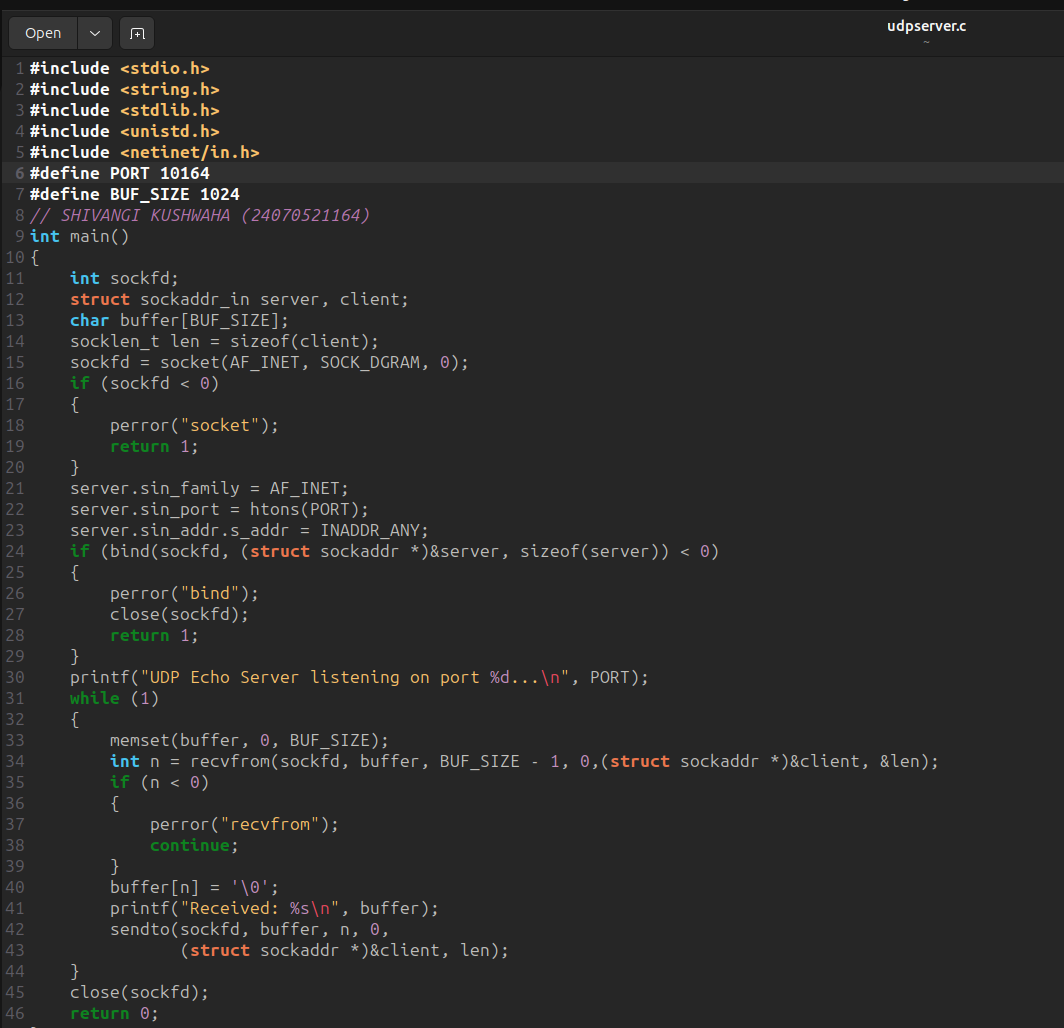 Open
udpserver.c
~
1 #include <stdio.h>
2 #include <string.h>
3 #include <stdlib.h>
4 #include <unistd.h>
5 #include <netinet/in.h>
6 #define PORT 10164
7 #define BUF_SIZE 1024
8 // SHIVANGI KUSHWAHA (24070521164)
9 int main()
10 {
11     int sockfd;
12     struct sockaddr_in server, client;
13     char buffer[BUF_SIZE];
14     socklen_t len = sizeof(client);
15     sockfd = socket(AF_INET, SOCK_DGRAM, 0);
16     if (sockfd < 0)
17     {
18         perror("socket");
19         return 1;
20     }
21     server.sin_family = AF_INET;
22     server.sin_port = htons(PORT);
23     server.sin_addr.s_addr = INADDR_ANY;
24     if (bind(sockfd, (struct sockaddr *)&server, sizeof(server)) < 0)
25     {
26         perror("bind");
27         close(sockfd);
28         return 1;
29     }
30     printf("UDP Echo Server listening on port %d...\n", PORT);
31     while (1)
32     {
33         memset(buffer, 0, BUF_SIZE);
34         int n = recvfrom(sockfd, buffer, BUF_SIZE - 1, 0,(struct sockaddr *)&client, &len);
35         if (n < 0)
36         {
37             perror("recvfrom");
38             continue;
39         }
40         buffer[n] = '\0';
41         printf("Received: %s\n", buffer);
42         sendto(sockfd, buffer, n, 0,
43                (struct sockaddr *)&client, len);
44     }
45     close(sockfd);
46     return 0;